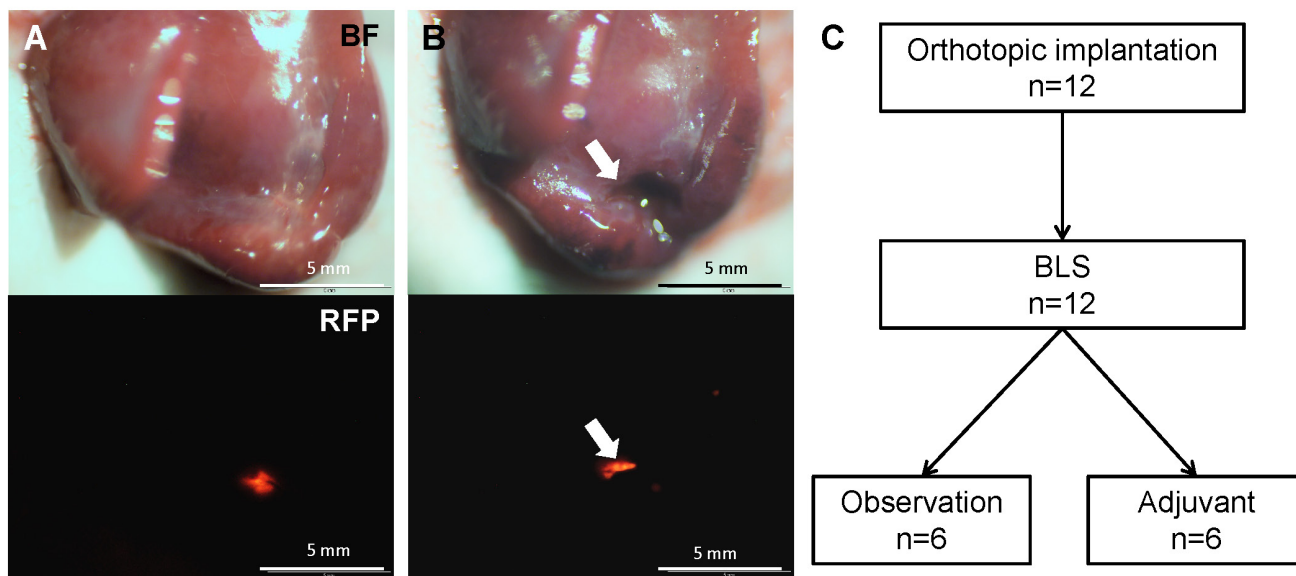 A
BF
5 mm
RFP
5 mm
B
5 mm
5 mm
C
Orthotopic implantation
n=12
BLS
n=12
Observation
n=6
Adjuvant
n=6